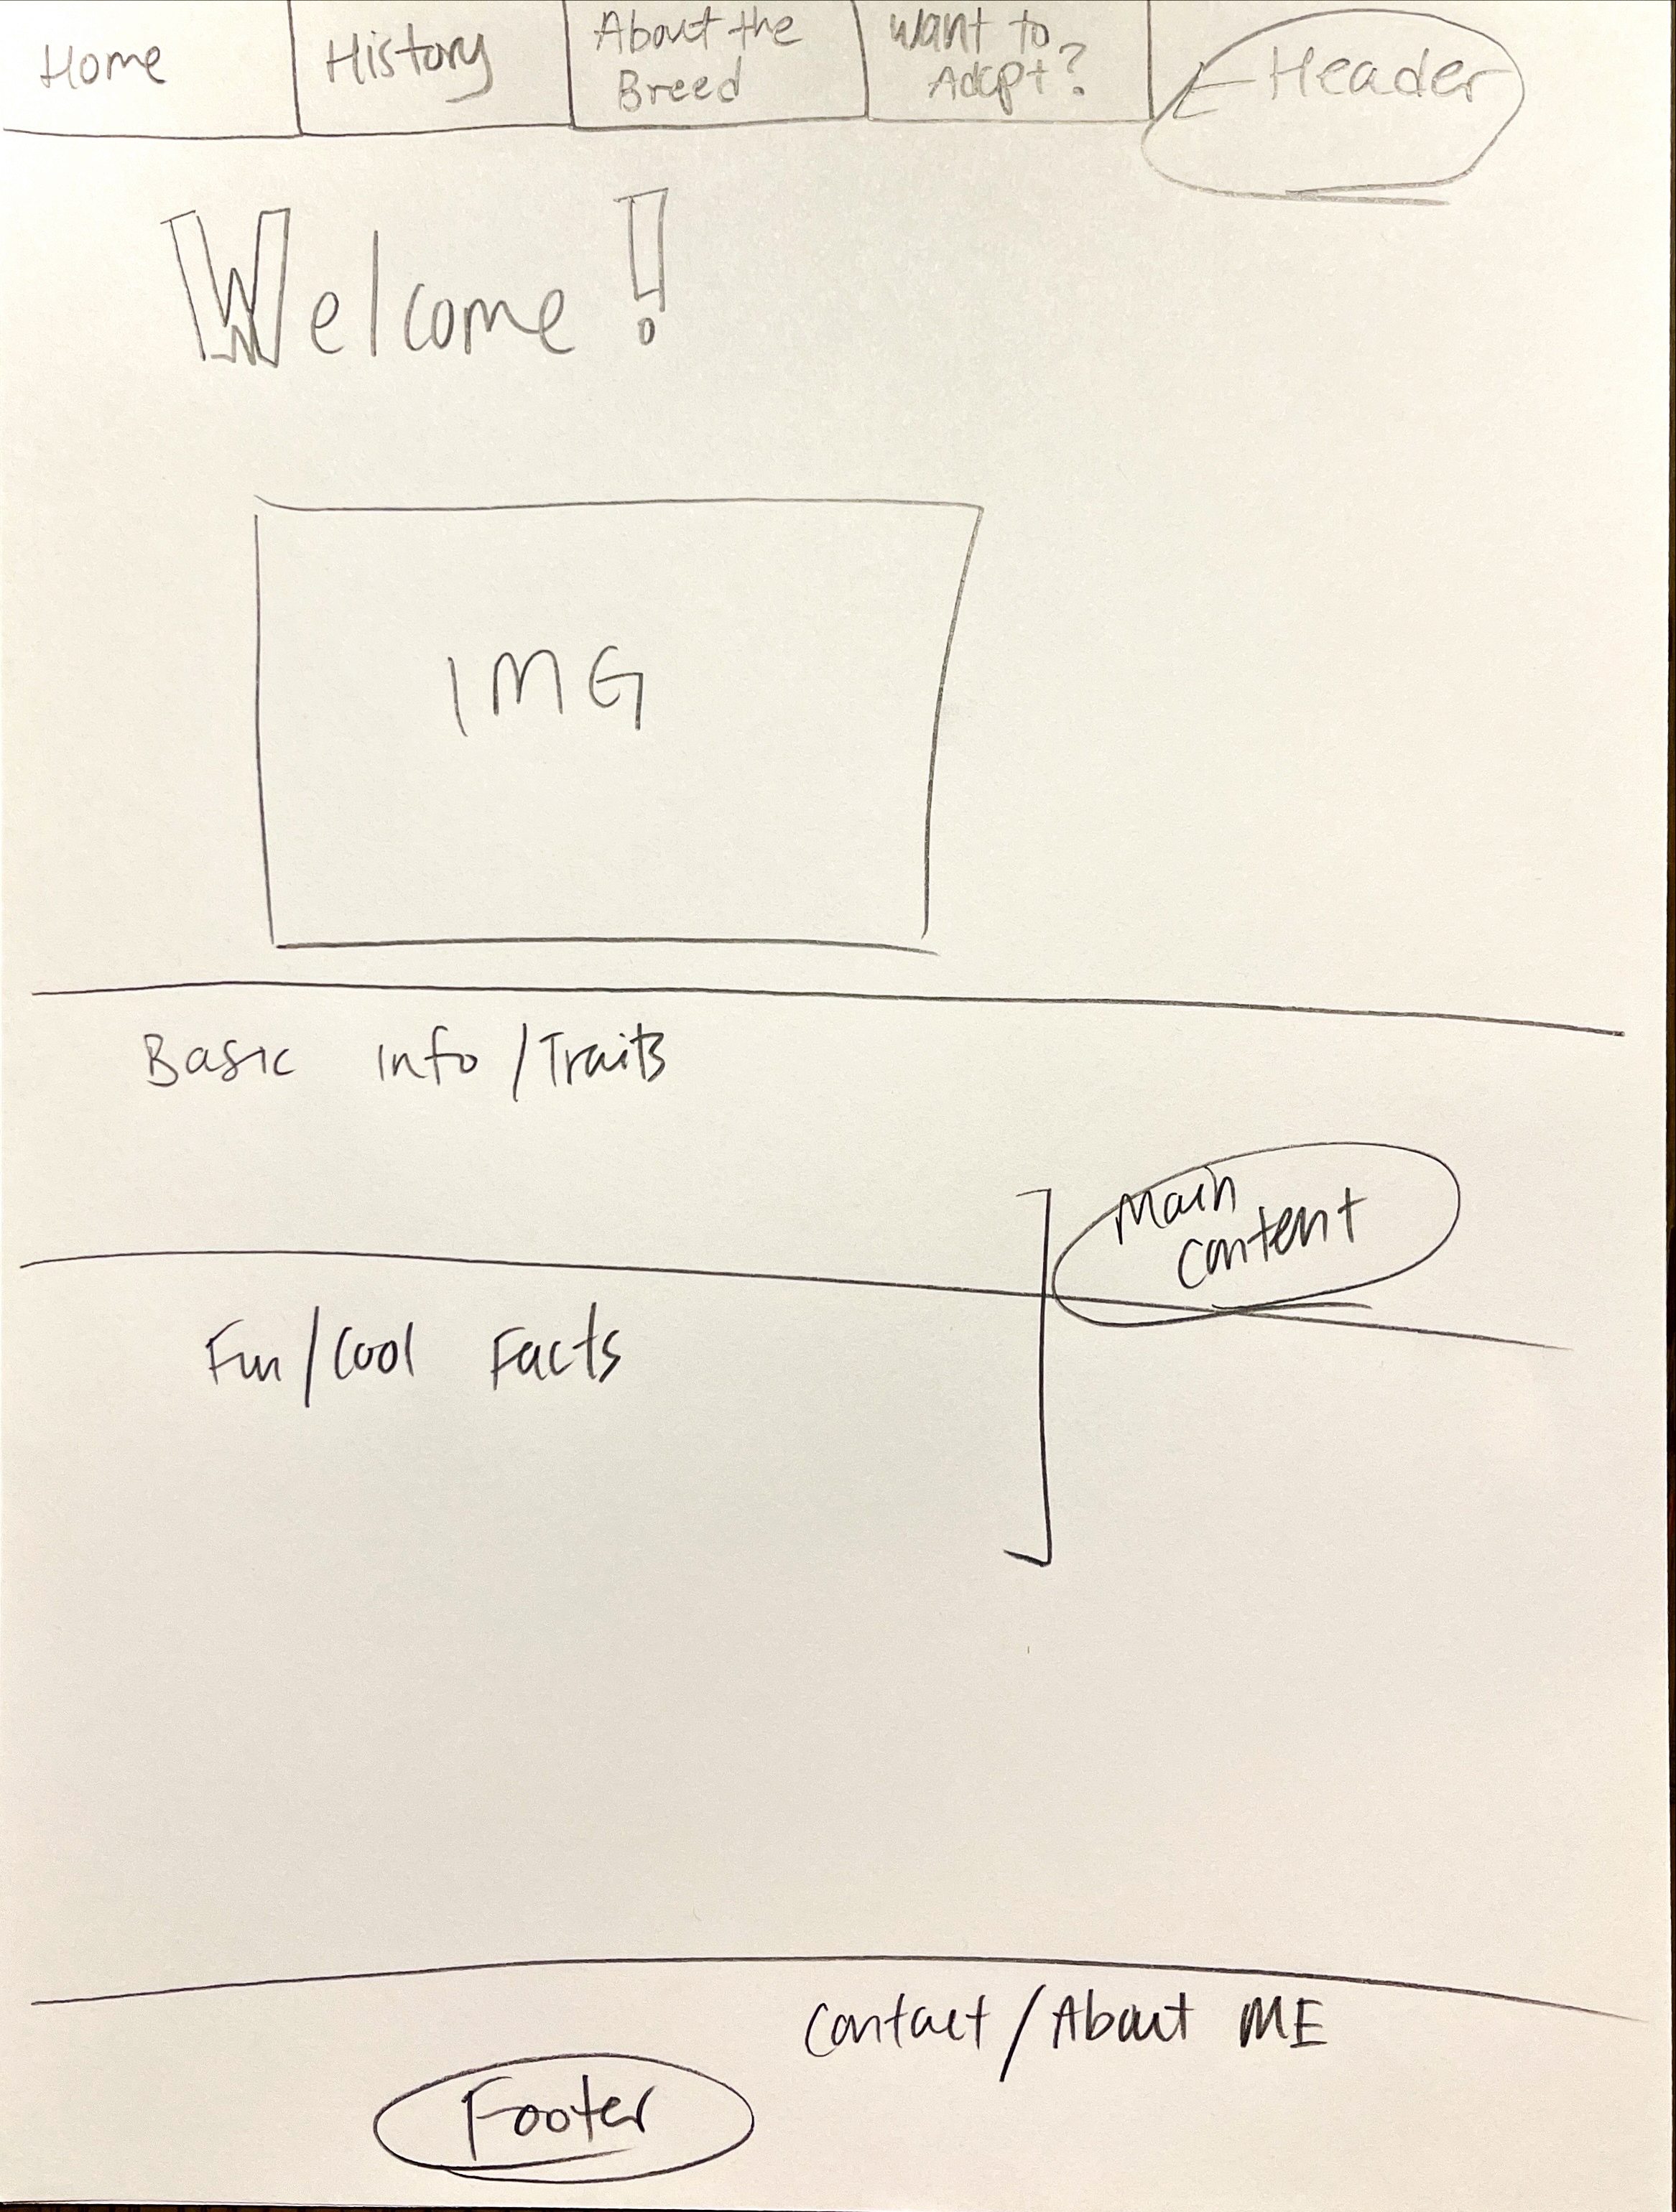 Home
History
About the
Breed
Want to
Adopt?
Header
Welcome!
IMG
Basic Info/Traits
Main
Content
Fun/Cool Facts
Contact/About ME
Footer